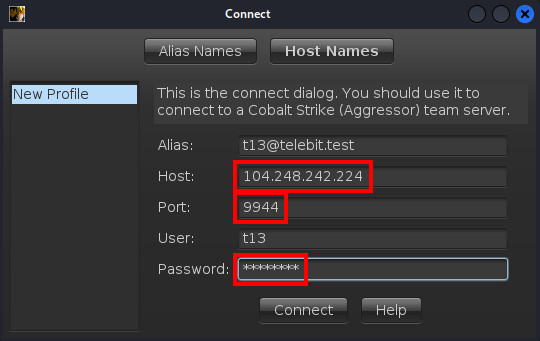 Connect
Alias Names
Host Names
New Profile
This is the connect dialog. You should use it to
connect to a Cobalt Strike (Aggressor) team server.
Alias: t13@telebit.test
Host: 104.248.242.224
Port: 9944
User: t13
Password: ********
Connect
Help